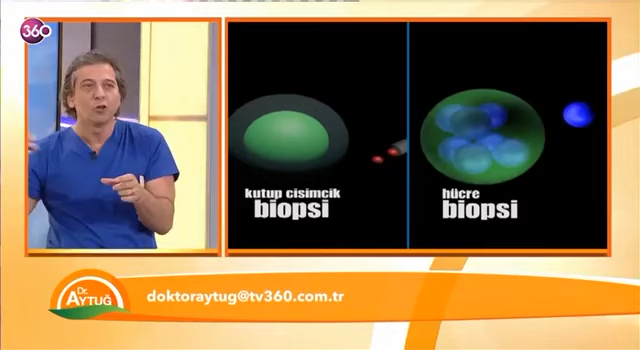 360
kutup cisimcik
biopsi
hücre
biopsi
Dr.
AYTUĞ
doktoraytug@tv360.com.tr